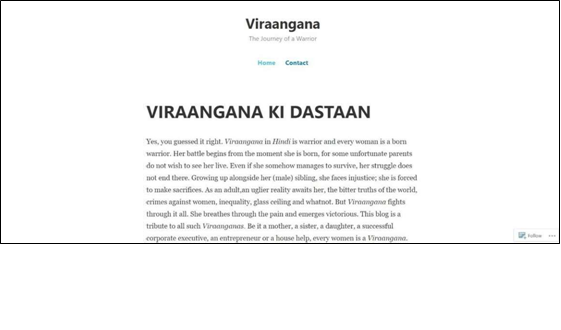 Viraangana
The Journey of a Warrior
Home Contact
VIRAANGANA KI DASTAAN
Yes, you guessed it right. Viraangana in Hindi is warrior and every woman is a born
warrior. Her battle begins from the moment she is born, for some unfortunate parents
do not wish to see her live. Even if she somehow manages to survive, her struggle does
not end there. Growing up alongside her (male) sibling, she faces injustice; she is forced
to make sacrifices. As an adult,an uglier reality awaits her, the bitter truths of the world,
crimes against women, inequality, glass ceiling and whatnot. But Viraangana fights
through it all. She breathes through the pain and emerges victorious. This blog is a
tribute to all such Viraanganas. Be it a mother, a sister, a daughter, a successful
corporate executive, an entrepreneur or a house help, every women is a Viraangana.
Follow